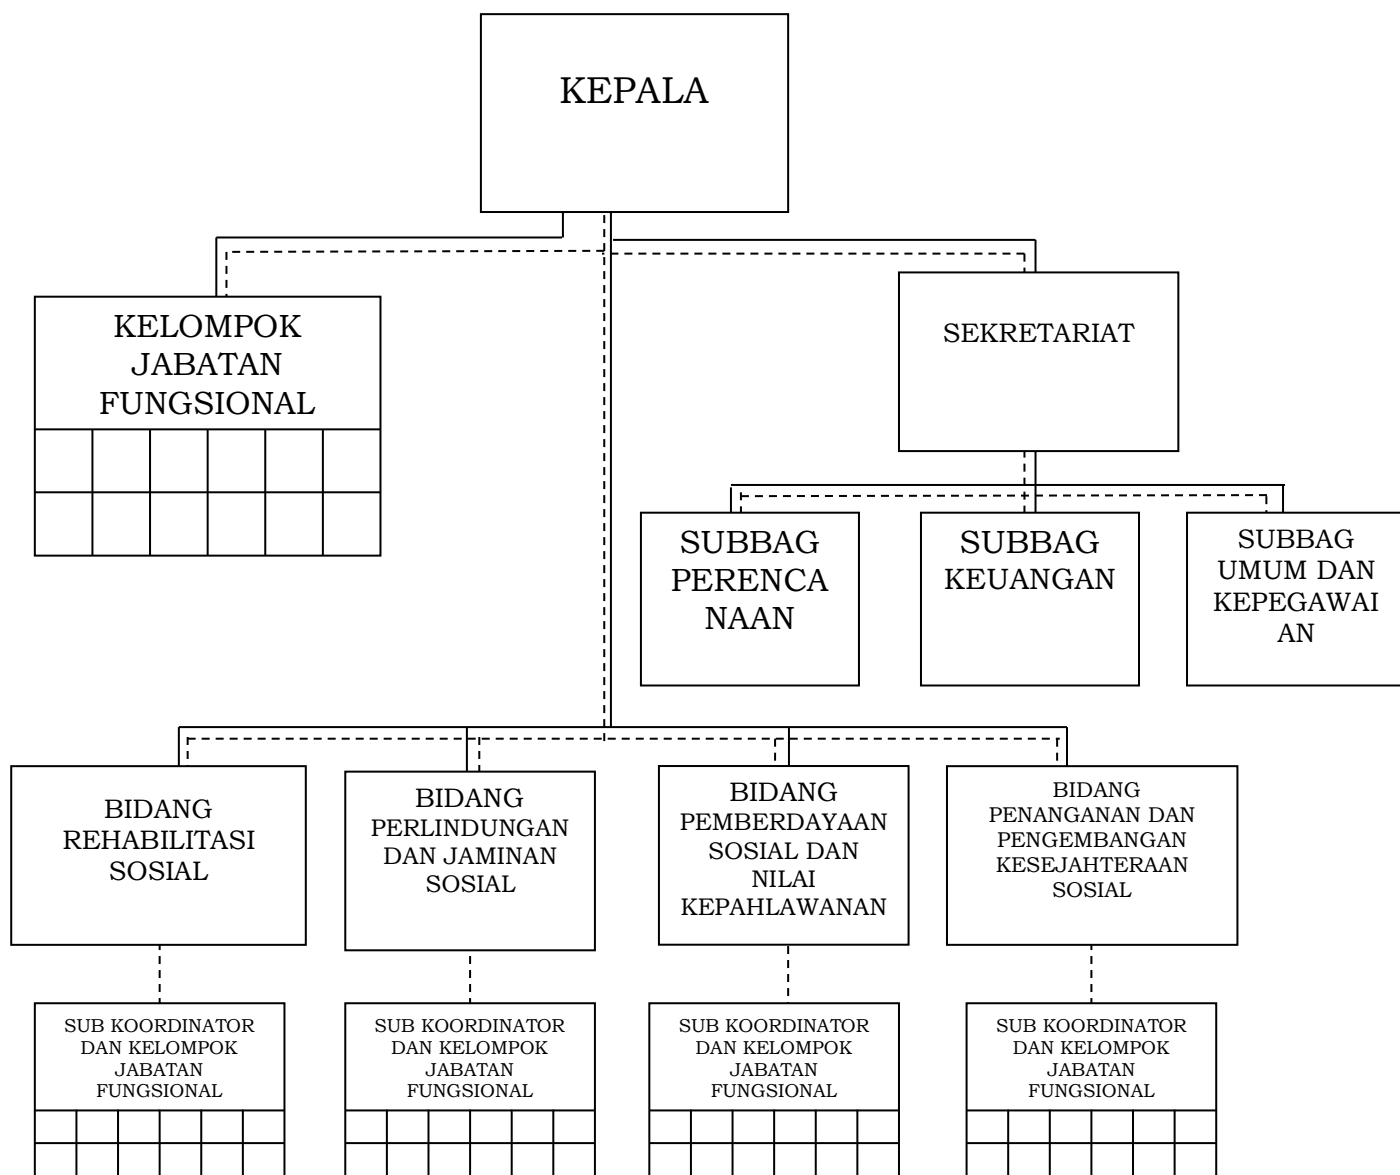 KEPALA
KELOMPOK
JABATAN
FUNGSIONAL
SEKRETARIAT
SUBBAG
PERENCA
NAAN
SUBBAG
KEUANGAN
SUBBAG
UMUM DAN
KEPEGAWAI
AN
BIDANG
REHABILITASI
SOSIAL
BIDANG
PERLINDUNGAN
DAN JAMINAN
SOSIAL
BIDANG
PEMBERDAYAAN
SOSIAL DAN
NILAI
KEPAHLAWANAN
BIDANG
PENANGANAN DAN
PENGEMBANGAN
KESEJAHTERAAN
SOSIAL
SUB KOORDINATOR
DAN KELOMPOK
JABATAN
FUNGSIONAL
SUB KOORDINATOR
DAN KELOMPOK
JABATAN
FUNGSIONAL
SUB KOORDINATOR
DAN KELOMPOK
JABATAN
FUNGSIONAL
SUB KOORDINATOR
DAN KELOMPOK
JABATAN
FUNGSIONAL